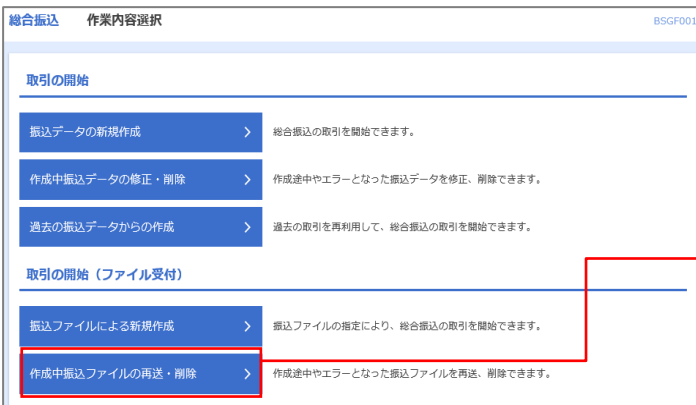 総合振込 作業内容選択 BSGF001
取引の開始
振込データの新規作成 総合振込の取引を開始できます。
作成中振込データの修正・削除 作成途中やエラーとなった振込データを修正、削除できます。
過去の振込データからの作成 過去の取引を再利用して、総合振込の取引を開始できます。
取引の開始（ファイル受付）
振込ファイルによる新規作成 振込ファイルの指定により、総合振込の取引を開始できます。
作成中振込ファイルの再送・削除 作成途中やエラーとなった振込ファイルを再送、削除できます。